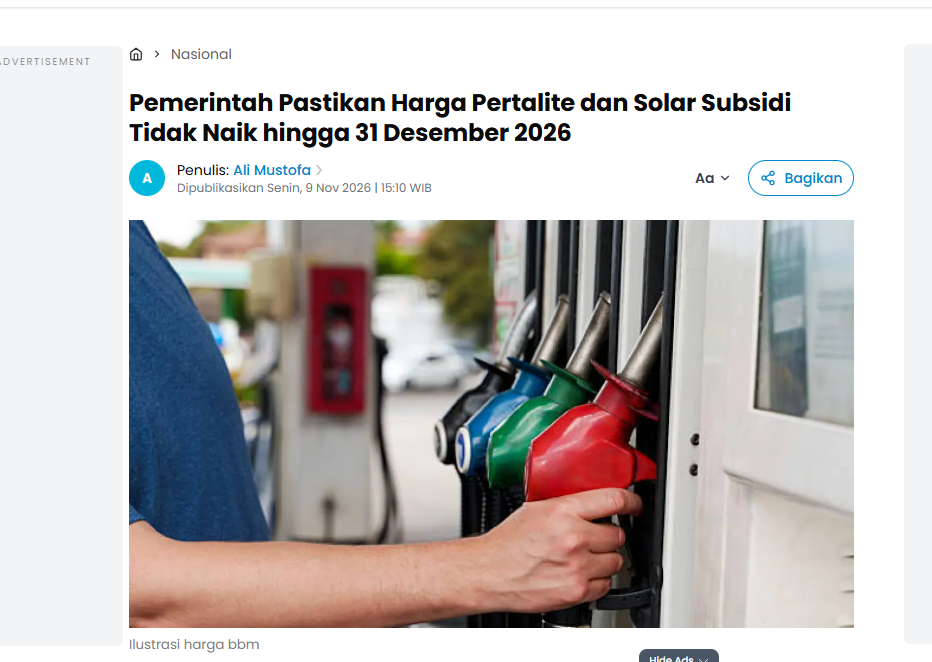 ADVERTISEMENT
Nasional
Pemerintah Pastikan Harga Pertalite dan Solar Subsidi
Tidak Naik hingga 31 Desember 2026
A
Penulis: Ali Mustofa
Dipublikasikan Senin, 9 Nov 2026 | 15:10 WIB
Aa
Bagikan
Ilustrasi harga bbm
Hide Ads